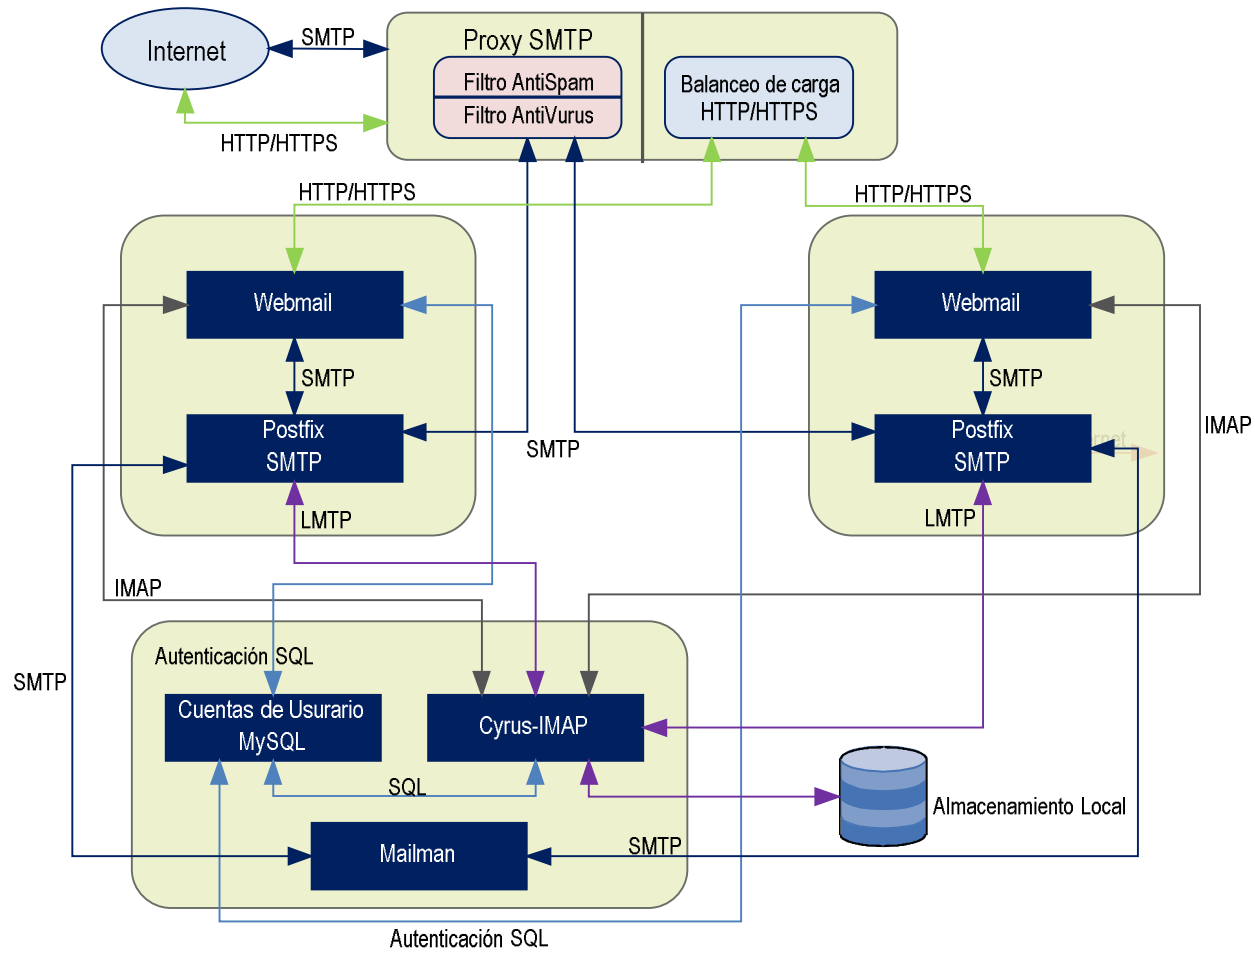 Internet
SMTP
Proxy SMTP
Filtro AntiSpam
Filtro AntiVurus
Balanceo de carga
HTTP/HTTPS
HTTP/HTTPS
HTTP/HTTPS
HTTP/HTTPS
Webmail
Webmail
SMTP
SMTP
Postfix
SMTP
Postfix
SMTP
SMTP
IMAP
LMTP
LMTP
IMAP
Autenticación SQL
SMTP
Cuentas de Usurario
MySQL
Cyrus-IMAP
SQL
Almacenamiento Local
Mailman
SMTP
Autenticación SQL